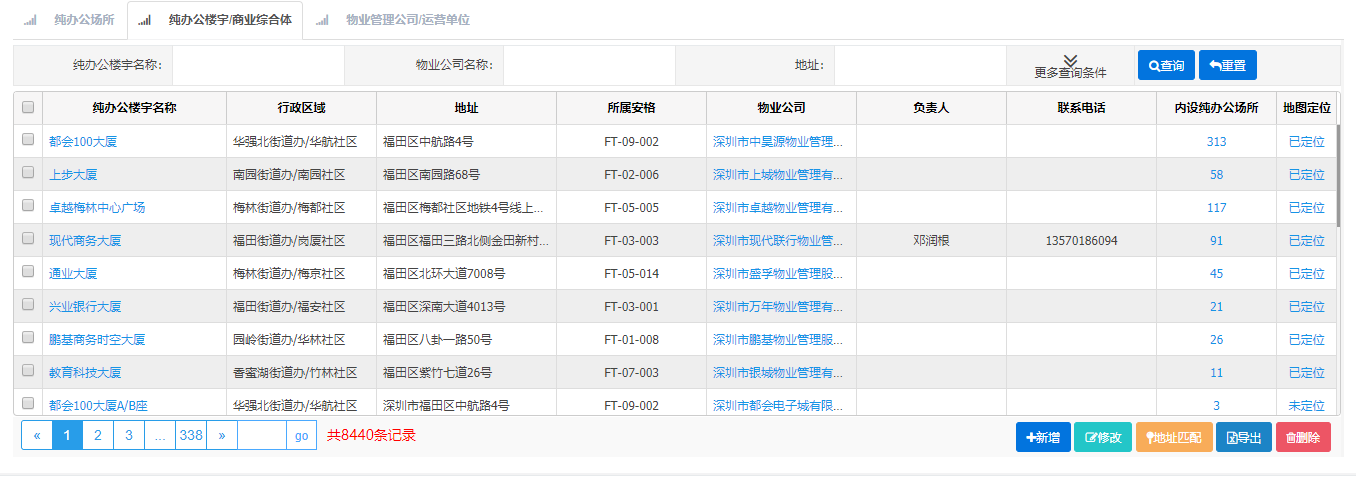 纯办公场所 纯办公楼宇/商业综合体 物业管理公司/运营单位
纯办公楼宇名称: 物业公司名称: 地址: 更多查询条件 查询 重置
纯办公楼宇名称 行政区域 地址 所属安格 物业公司 负责人 联系电话 内设纯办公场所 地图定位
都会100大厦 华强北街道办/华航社区 福田区中航路4号 FT-09-002 深圳市中昊源物业管理... 313 已定位
上步大厦 南园街道办/南园社区 福田区南园路68号 FT-02-006 深圳市上城物业管理有... 58 已定位
卓越梅林中心广场 梅林街道办/梅都社区 福田区梅都社区地铁4号线上... FT-05-005 深圳市卓越物业管理有... 117 已定位
现代商务大厦 福田街道办/岗厦社区 福田区福田三路北侧金田新村... FT-03-003 深圳市现代联行物业管... 邓润根 13570186094 91 已定位
通业大厦 梅林街道办/梅京社区 福田区北环大道7008号 FT-05-014 深圳市盛孚物业管理股... 45 已定位
兴业银行大厦 福田街道办/福安社区 福田区深南大道4013号 FT-03-001 深圳市万年物业管理有... 21 已定位
鹏基商务时空大厦 园岭街道办/华林社区 福田区八卦一路50号 FT-01-008 深圳市鹏基物业管理服... 26 已定位
教育科技大厦 香蜜湖街道办/竹林社区 福田区紫竹七道26号 FT-07-003 深圳市银城物业管理有... 11 已定位
都会100大厦A/B座 华强北街道办/华航社区 深圳市福田区中航路4号 FT-09-002 深圳市都会电子城有限... 3 未定位
« 1 2 3 ... 338 » go 共8440条记录 新增 修改 地址匹配 导出 删除